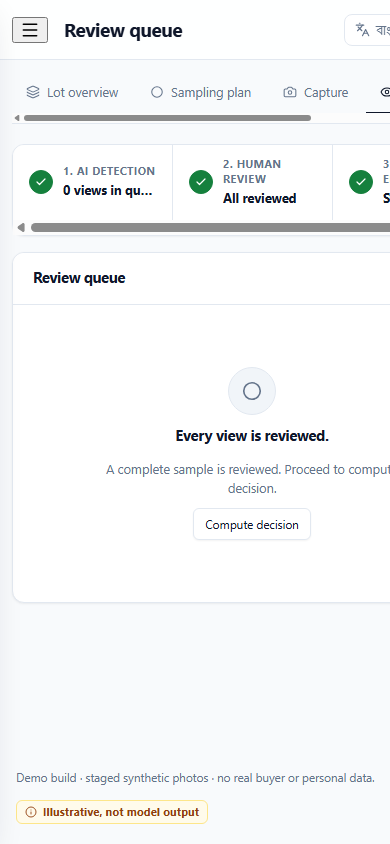 Review queue
বাং
Lot overview
Sampling plan
Capture
1. AI DETECTION
0 views in qu...
2. HUMAN
REVIEW
All reviewed
3
E
S
Review queue
Every view is reviewed.
A complete sample is reviewed. Proceed to comput
decision.
Compute decision
Demo build · staged synthetic photos · no real buyer or personal data.
Illustrative, not model output